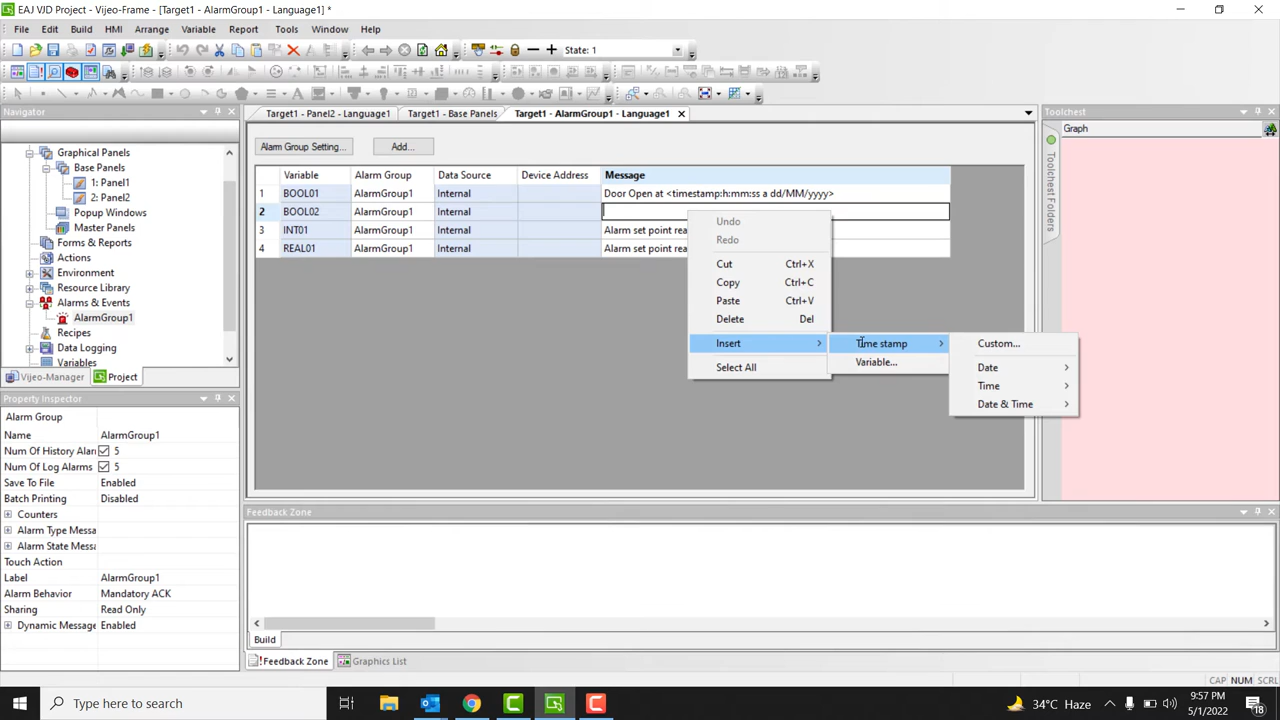 EAJ VJD Project - Vijeo-Frame - [Target1 - AlarmGroup1 - Language1] *
File Edit Build HMI Arrange Variable Report Tools Window Help
State: 1
Navigator
Target1 - Panel2 - Language1 Target1 - Base Panels Target1 - AlarmGroup1 - Language1
Toolchest
Graph
Toolchest Folders
Graphical Panels
Base Panels
1: Panel1
2: Panel2
Popup Windows
Master Panels
Forms & Reports
Actions
Environment
Resource Library
Alarms & Events
AlarmGroup1
Recipes
Data Logging
Variables
Vijeo-Manager Project
Alarm Group Setting... Add...
Variable Alarm Group Data Source Device Address Message
1 BOOL01 AlarmGroup1 Internal Door Open at <timestamp:h:mm:ss a dd/MM/yyyy>
2 BOOL02 AlarmGroup1 Internal
3 INT01 AlarmGroup1 Internal Alarm set point rea
4 REAL01 AlarmGroup1 Internal Alarm set point rea
Undo
Redo
Cut Ctrl+X
Copy Ctrl+C
Paste Ctrl+V
Delete Del
Insert
Select All
Time stamp
Variable...
Custom...
Date
Time
Date & Time
Property Inspector
Alarm Group
Name AlarmGroup1
Num Of History Alar 5
Num Of Log Alarms 5
Save To File Enabled
Batch Printing Disabled
Counters
Alarm Type Messa
Alarm State Messa
Touch Action
Label AlarmGroup1
Alarm Behavior Mandatory ACK
Sharing Read Only
Dynamic Message Enabled
Feedback Zone
Build
!Feedback Zone Graphics List
CAP NUM SCRL
Type here to search
34°C Haze
9:57 PM
5/1/2022
18